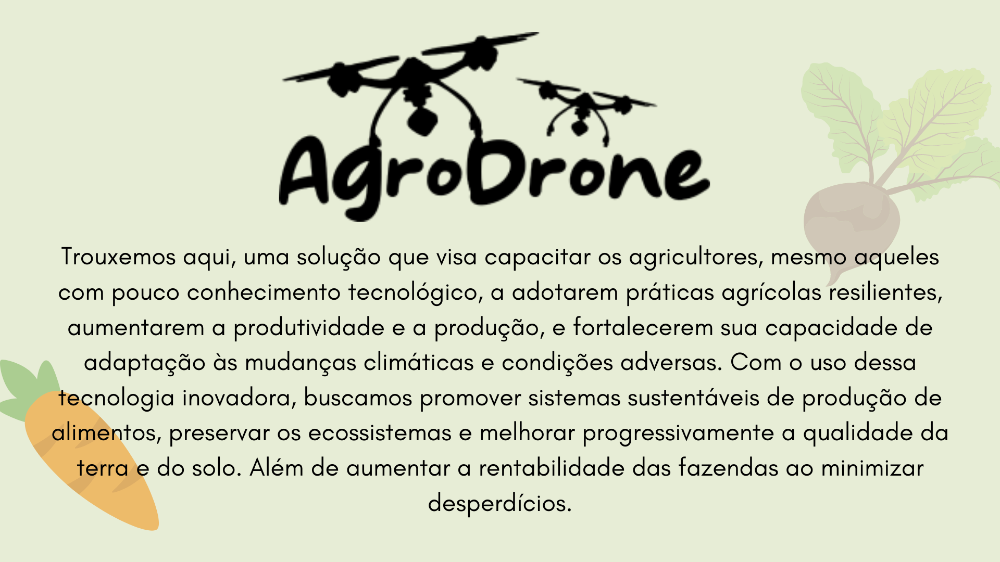 AgroDrone
Trouxemos aqui, uma solução que visa capacitar os agricultores, mesmo aqueles
com pouco conhecimento tecnológico, a adotarem práticas agrícolas resilientes,
aumentarem a produtividade e a produção, e fortalecerem sua capacidade de
adaptação às mudanças climáticas e condições adversas. Com o uso dessa
tecnologia inovadora, buscamos promover sistemas sustentáveis de produção de
alimentos, preservar os ecossistemas e melhorar progressivamente a qualidade da
terra e do solo. Além de aumentar a rentabilidade das fazendas ao minimizar
desperdícios.